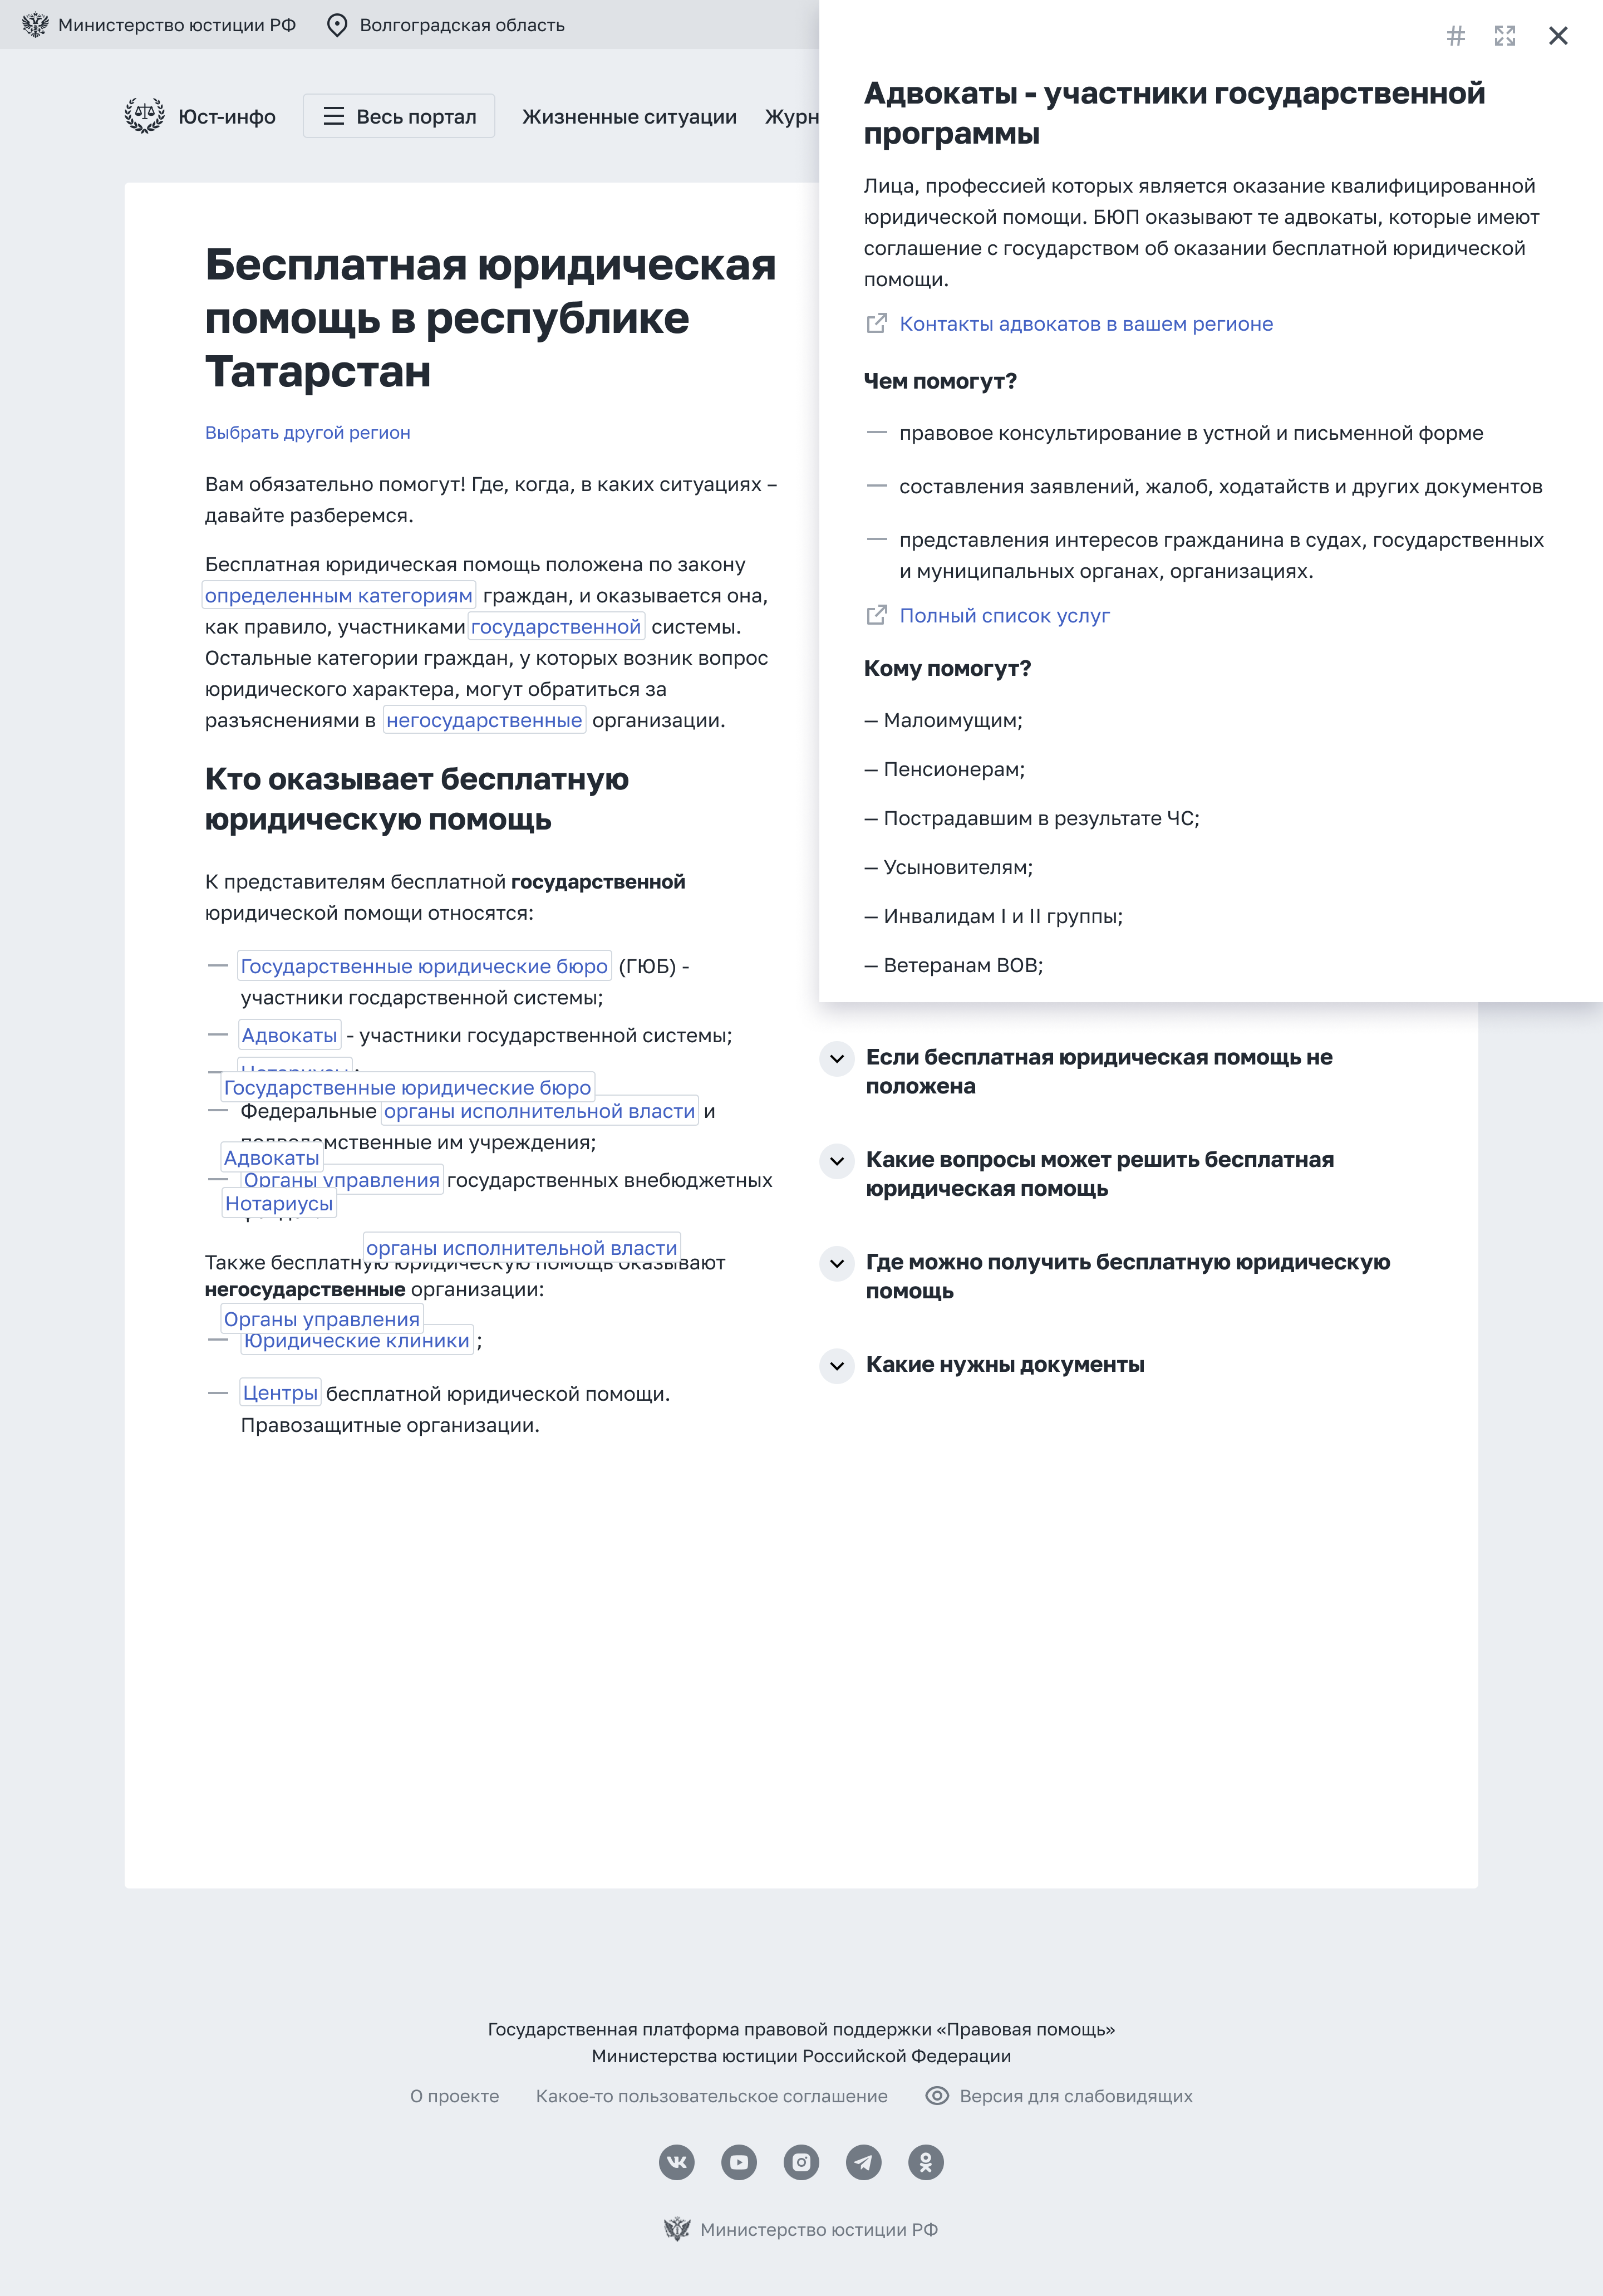 Министерство юстиции РФ
Волгоградская область
Юст-инфо
Весь портал
Жизненные ситуации
Журн
Бесплатная юридическая
помощь в республике
Татарстан
Выбрать другой регион
Вам обязательно помогут! Где, когда, в каких ситуациях –
давайте разберемся.
Бесплатная юридическая помощь положена по закону
определенным категориям граждан, и оказывается она,
как правило, участниками государственной системы.
Остальные категории граждан, у которых возник вопрос
юридического характера, могут обратиться за
разъяснениями в негосударственные организации.
Кто оказывает бесплатную
юридическую помощь
К представителям бесплатной государственной
юридической помощи относятся:
— Государственные юридические бюро (ГЮБ) -
участники госдарственной системы;
— Адвокаты - участники государственной системы;
— Нотариусы;
Государственные юридические бюро
— Федеральные органы исполнительной власти и
подведомственные им учреждения;
Адвокаты
— Органы управления государственных внебюджетных
Нотариусы
органы исполнительной власти
Также бесплатную юридическую помощь оказывают
негосударственные организации:
Органы управления
— Юридические клиники ;
— Центры бесплатной юридической помощи.
Правозащитные организации.
Адвокаты - участники государственной
программы
Лица, профессией которых является оказание квалифицированной
юридической помощи. БЮП оказывают те адвокаты, которые имеют
соглашение с государством об оказании бесплатной юридической
помощи.
Контакты адвокатов в вашем регионе
Чем помогут?
— правовое консультирование в устной и письменной форме
— составления заявлений, жалоб, ходатайств и других документов
— представления интересов гражданина в судах, государственных
и муниципальных органах, организациях.
Полный список услуг
Кому помогут?
— Малоимущим;
— Пенсионерам;
— Пострадавшим в результате ЧС;
— Усыновителям;
— Инвалидам I и II группы;
— Ветеранам ВОВ;
Если бесплатная юридическая помощь не
положена
Какие вопросы может решить бесплатная
юридическая помощь
Где можно получить бесплатную юридическую
помощь
Какие нужны документы
Государственная платформа правовой поддержки «Правовая помощь»
Министерства юстиции Российской Федерации
О проекте
Какое-то пользовательское соглашение
Версия для слабовидящих
Министерство юстиции РФ